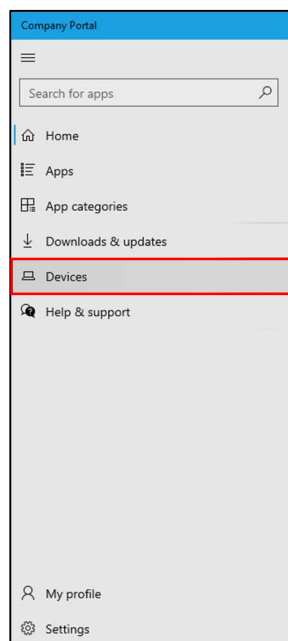 Company Portal
Search for apps
Home
Apps
App categories
Downloads & updates
Devices
Help & support
My profile
Settings